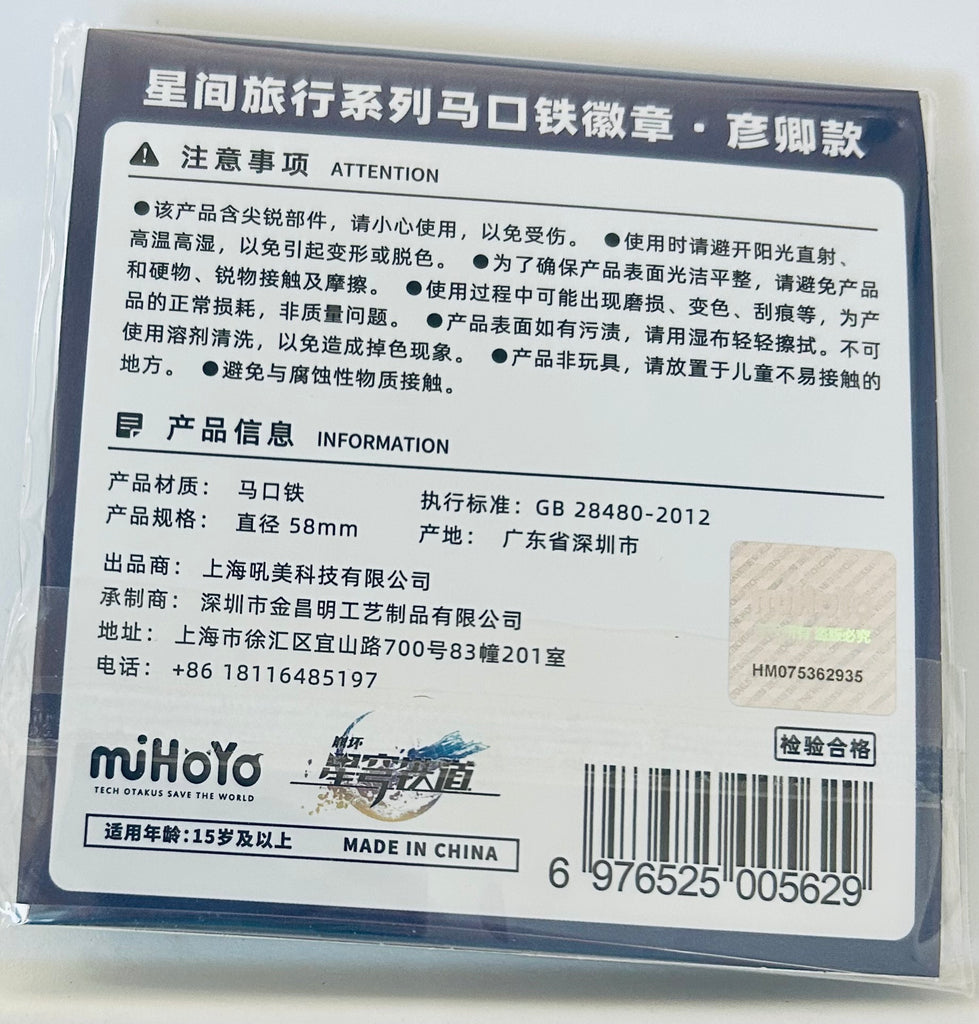 星间旅行系列马口铁徽章·彦卿款
注意事项 ATTENTION
●该产品含尖锐部件，请小心使用，以免受伤。 ●使用时请避开阳光直射、
高温高湿，以免引起变形或脱色。 ●为了确保产品表面光洁平整，请避免产品
和硬物、锐物接触及摩擦。 ●使用过程中可能出现磨损、变色、刮痕等，为产
品的正常损耗，非质量问题。 ●产品表面如有污渍，请用湿布轻轻擦拭。不可
使用溶剂清洗，以免造成掉色现象。 ●产品非玩具，请放置于儿童不易接触的
地方。 ●避免与腐蚀性物质接触。
产品信息 INFORMATION
产品材质： 马口铁 执行标准：GB 28480-2012
产品规格： 直径 58mm 产地： 广东省深圳市
出品商： 上海吼美科技有限公司
承制商： 深圳市金昌明工艺制品有限公司
地址： 上海市徐汇区宜山路700号83幢201室
电话： +86 18116485197
miHoYo
盗版必究
HM075362935
miHoYo
TECH OTAKUS SAVE THE WORLD
崩坏
星穹铁道
检验合格
适用年龄:15岁及以上 MADE IN CHINA
6 976525 005629